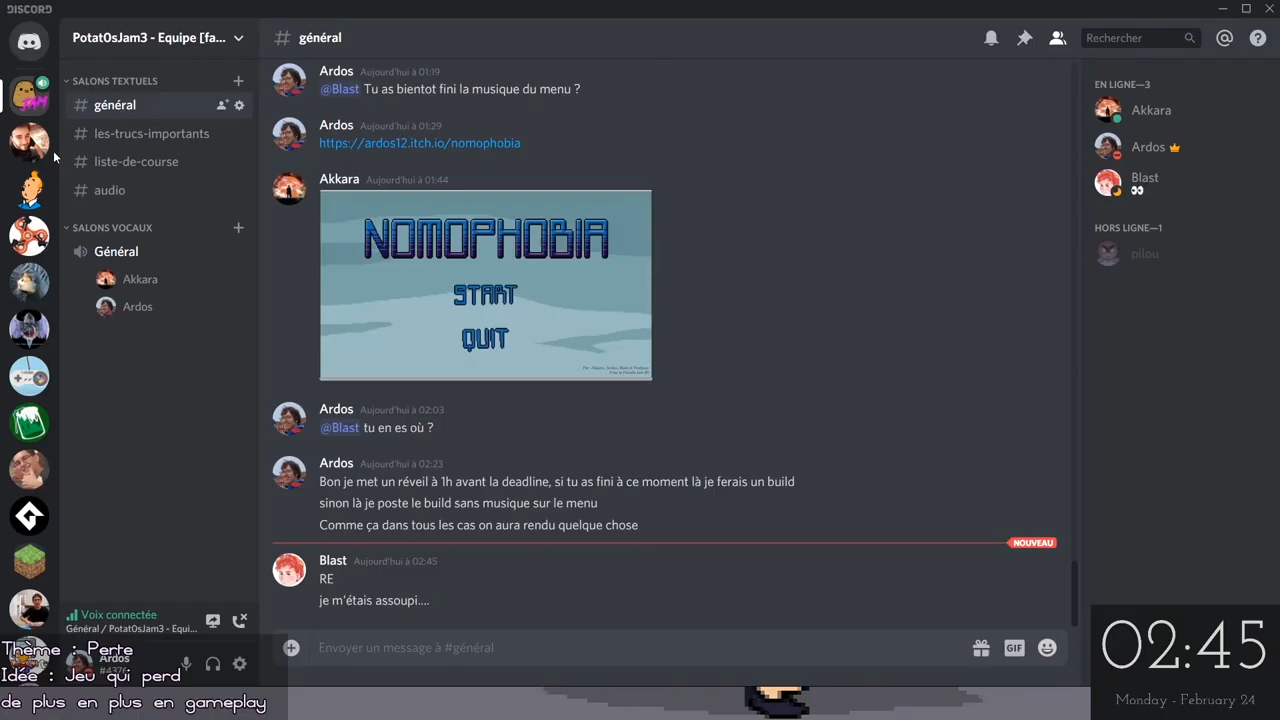 DISCORD
PotatOsJam3 - Equipe [fa...
# général
Rechercher
SALONS TEXTUELS
# général
# les-trucs-importants
# liste-de-course
# audio
SALONS VOCAUX
Général
Akkara
Ardos
Ardos Aujourd'hui à 01:19
@Blast Tu as bientot fini la musique du menu ?
Ardos Aujourd'hui à 01:29
https://ardos12.itch.io/nomophobia
Akkara Aujourd'hui à 01:44
NOMOPHOBIA
START
QUIT
Ardos Aujourd'hui à 02:03
@Blast tu en es où ?
Ardos Aujourd'hui à 02:23
Bon je met un réveil à 1h avant la deadline, si tu as fini à ce moment là je ferais un build
sinon là je poste le build sans musique sur le menu
Comme ça dans tous les cas on aura rendu quelque chose
NOUVEAU
Blast Aujourd'hui à 02:45
RE
je m'étais assoupi....
Envoyer un message à #général
GIF
EN LIGNE—3
Akkara
Ardos
Blast
HORS LIGNE—1
pilou
Voix connectée
Général / PotatOsJam3 - Equi...
Ardos
Thème : Perte
Idée : Jeu qui perd
de plus en plus en gameplay
02:45
Monday - February 24